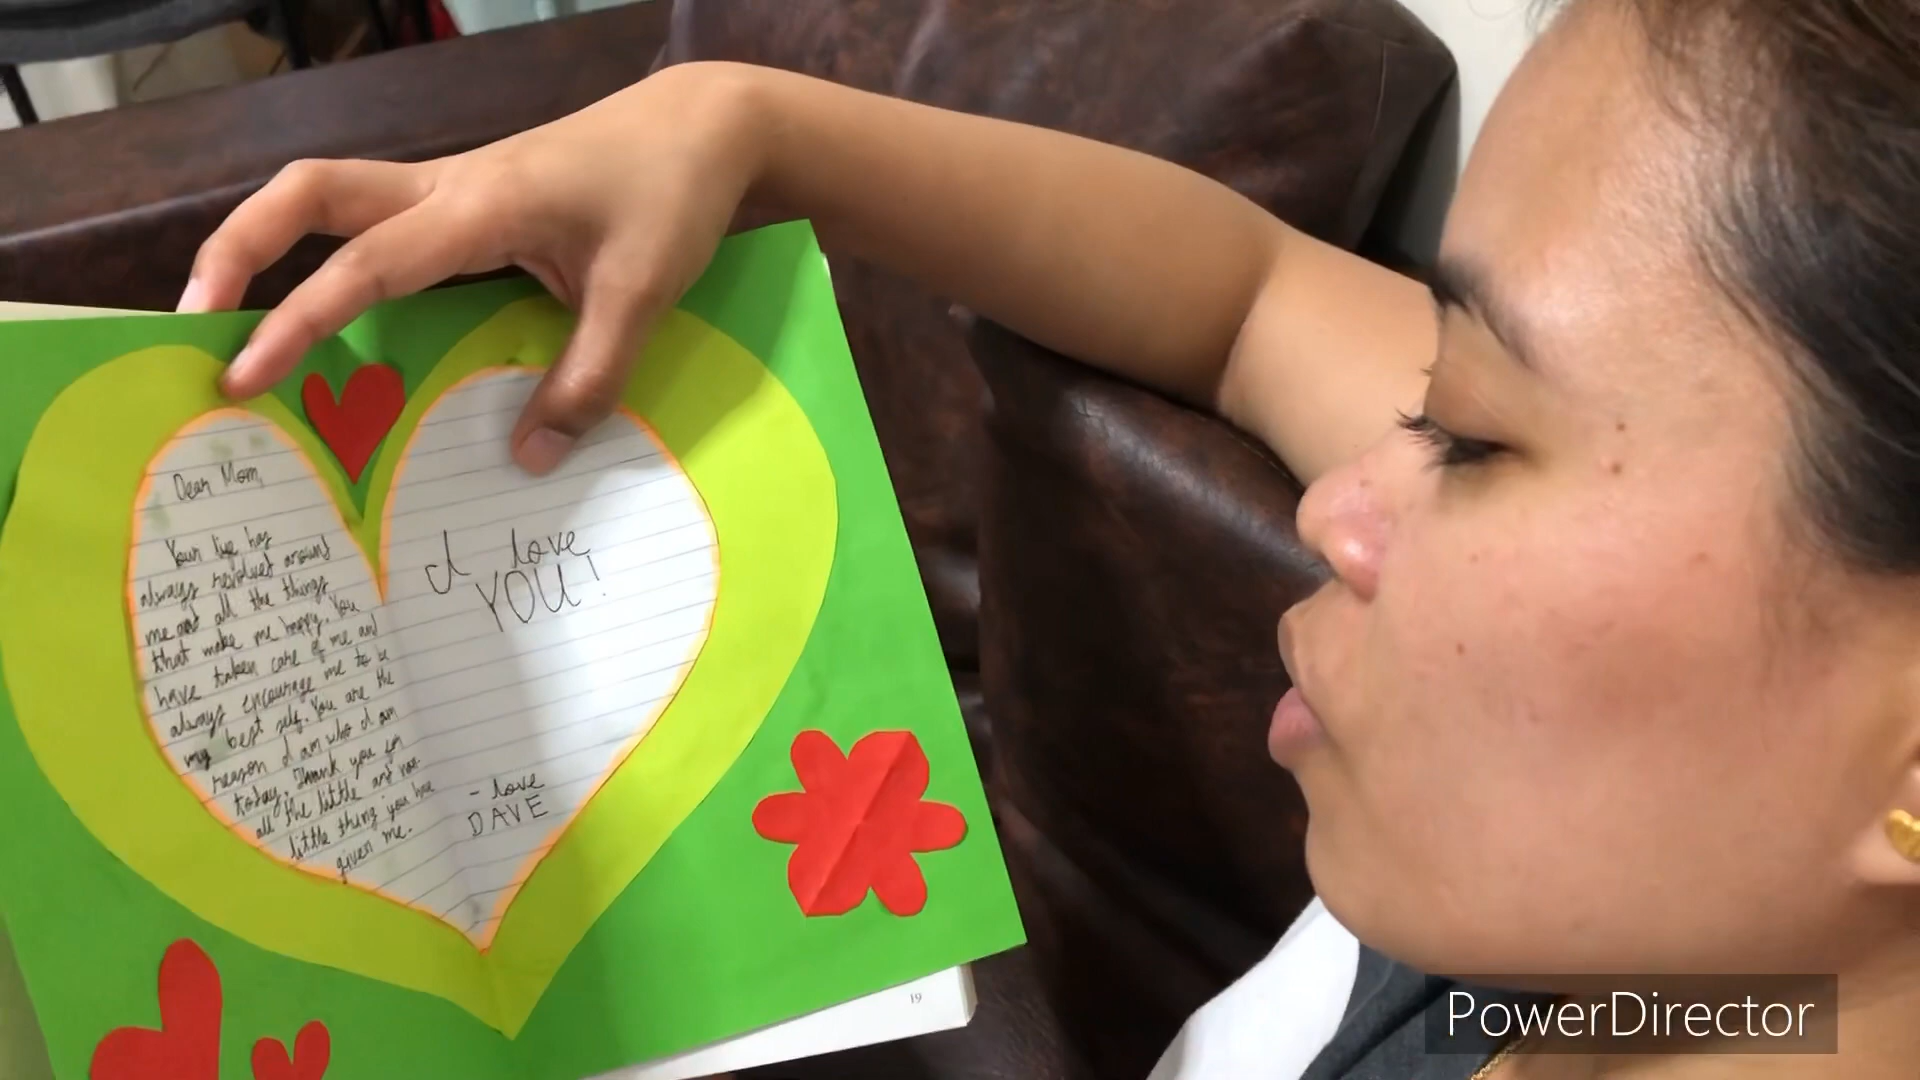 Dear Mom,
Your life has
always revolved around
me and all the things
that make me happy. You
have taken care of me and
always encourage me to be
my best self. You are the
reason I am who I am
today. Thank you for
all the little and not-
little thing you have
given me.
I love
YOU!
- love
DAVE
19
PowerDirector